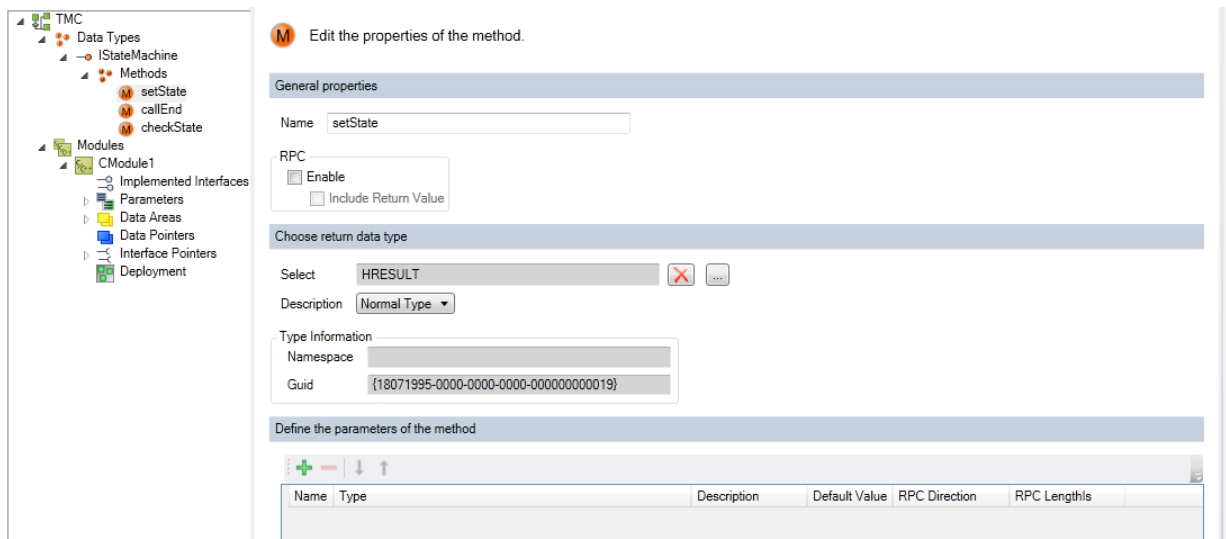 TMC
Data Types
IStateMachine
Methods
setState
callEnd
checkState
Modules
CModule1
Implemented Interfaces
Parameters
Data Areas
Data Pointers
Interface Pointers
Deployment
M Edit the properties of the method.
General properties
Name setState
RPC
Enable
Include Return Value
Choose return data type
Select HRESULT ...
Description Normal Type
Type Information
Namespace
Guid {18071995-0000-0000-0000-000000000019}
Define the parameters of the method
Name Type Description Default Value RPC Direction RPC LengthIs